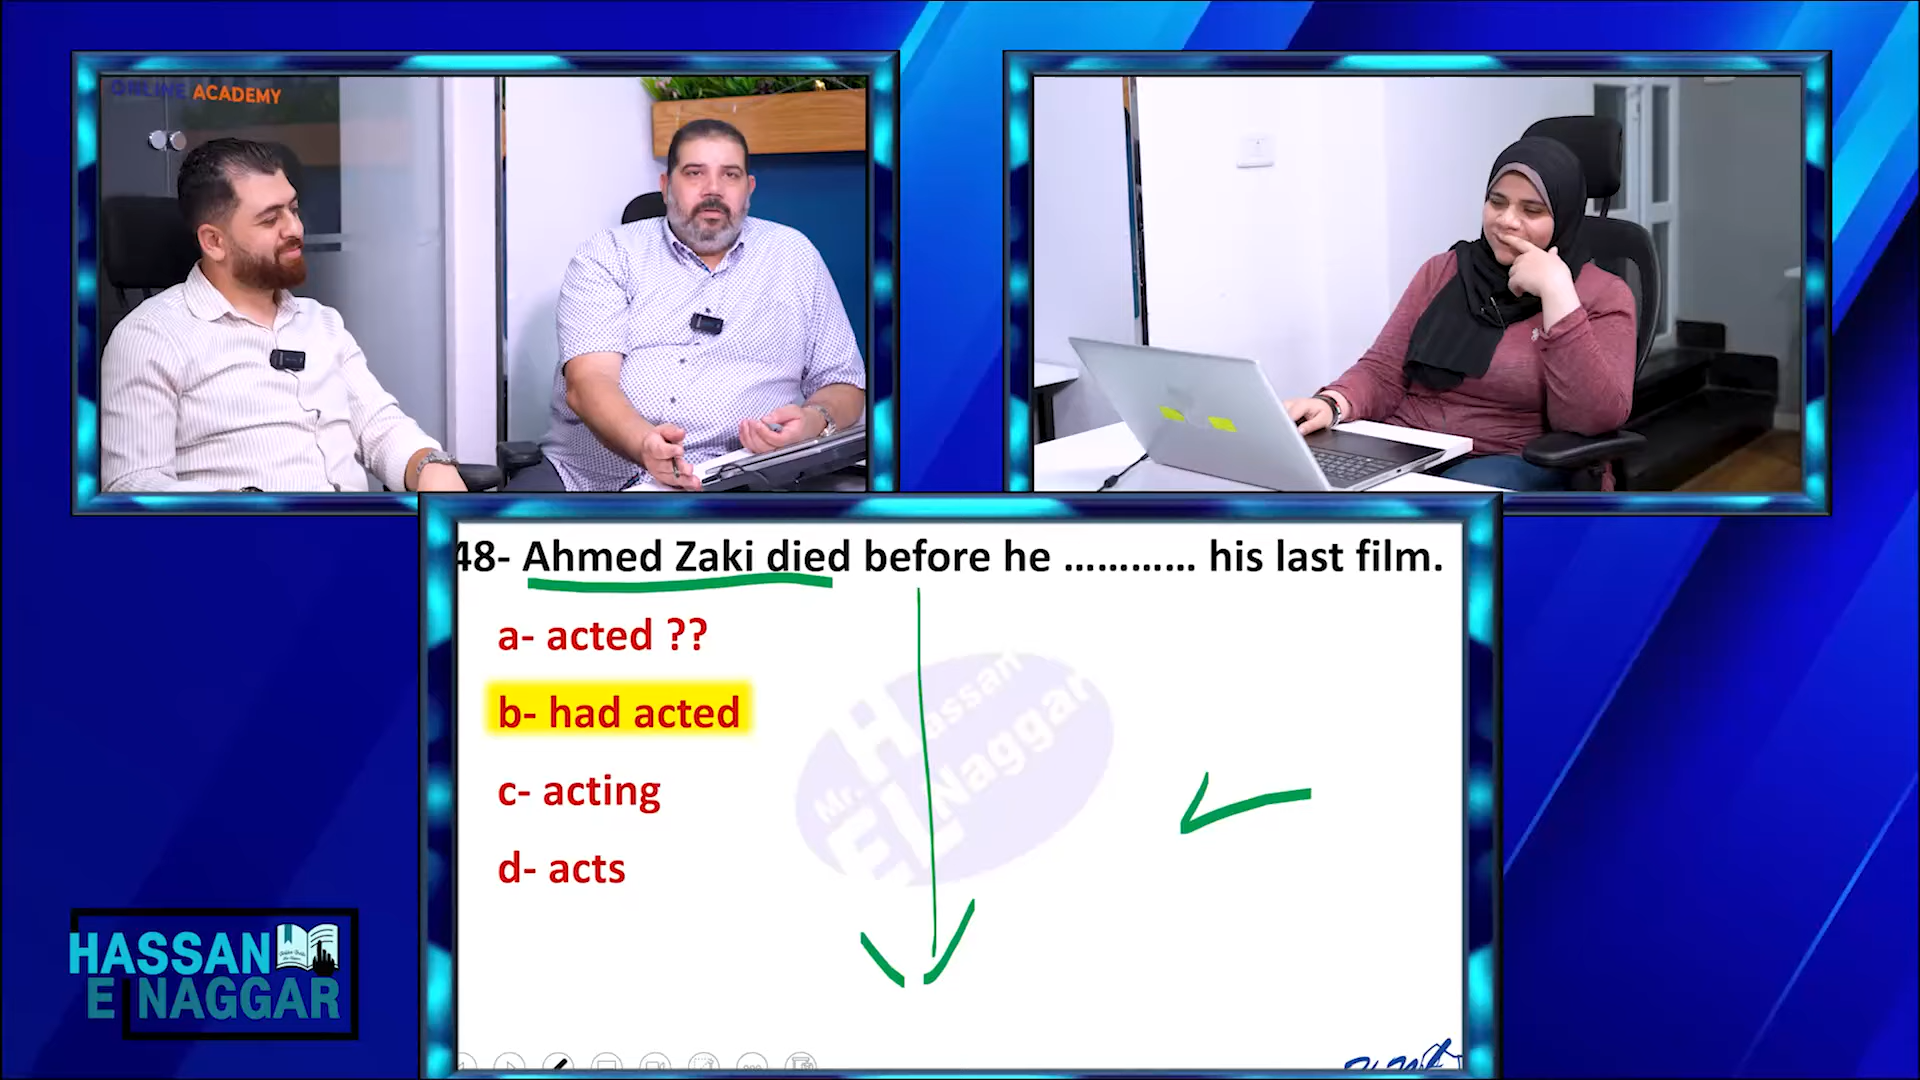 ONLINE ACADEMY
48- Ahmed Zaki died before he ............ his last film.
a- acted ??
b- had acted
c- acting
d- acts
Mr. Hassan
EL Naggar
HASSAN
E NAGGAR